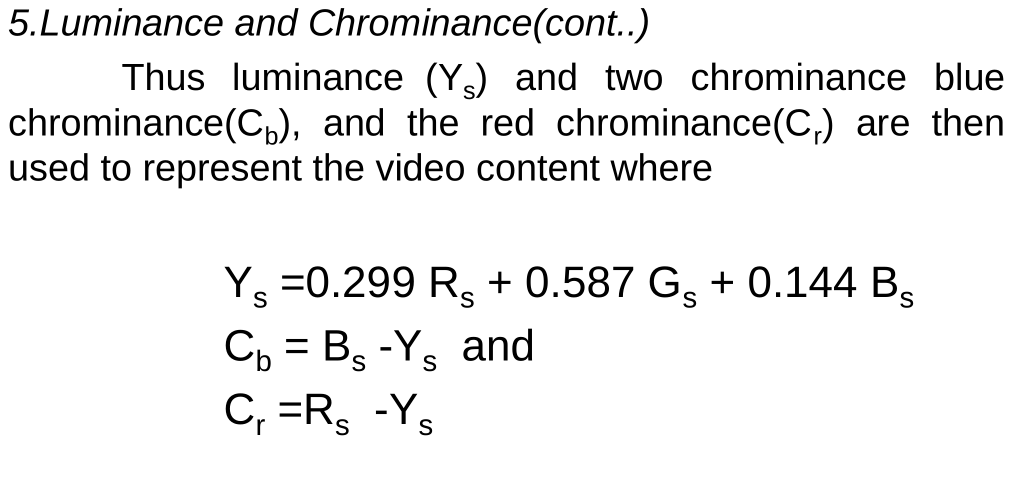 5.Luminance and Chrominance(cont..)
Thus luminance (Yₛ) and two chrominance blue
chrominance(C_b), and the red chrominance(Cᵣ) are then
used to represent the video content where
Yₛ =0.299 Rₛ + 0.587 Gₛ + 0.144 Bₛ
C_b = Bₛ -Yₛ and
Cᵣ =Rₛ -Yₛ